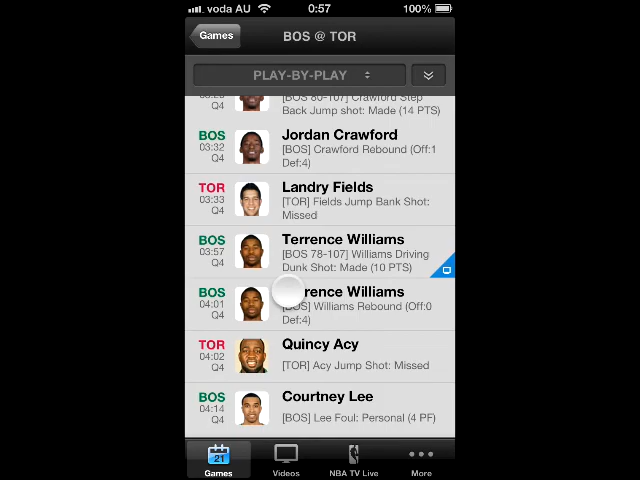 voda AU 0:57 100%
Games BOS @ TOR
PLAY-BY-PLAY
Q4 [BOS 80-107] Crawford Step
Back Jump shot: Made (14 PTS)
BOS Jordan Crawford
03:32 [BOS] Crawford Rebound (Off:1
Q4 Def:4)
TOR Landry Fields
03:33 [TOR] Fields Jump Bank Shot:
Q4 Missed
BOS Terrence Williams
03:57 [BOS 78-107] Williams Driving
Q4 Dunk Shot: Made (10 PTS)
BOS rence Williams
04:01 [BOS] Williams Rebound (Off:0
Q4 Def:4)
TOR Quincy Acy
04:02 [TOR] Acy Jump Shot: Missed
Q4
BOS Courtney Lee
04:14 [BOS] Lee Foul: Personal (4 PF)
Q4
21
Games Videos NBA TV Live More